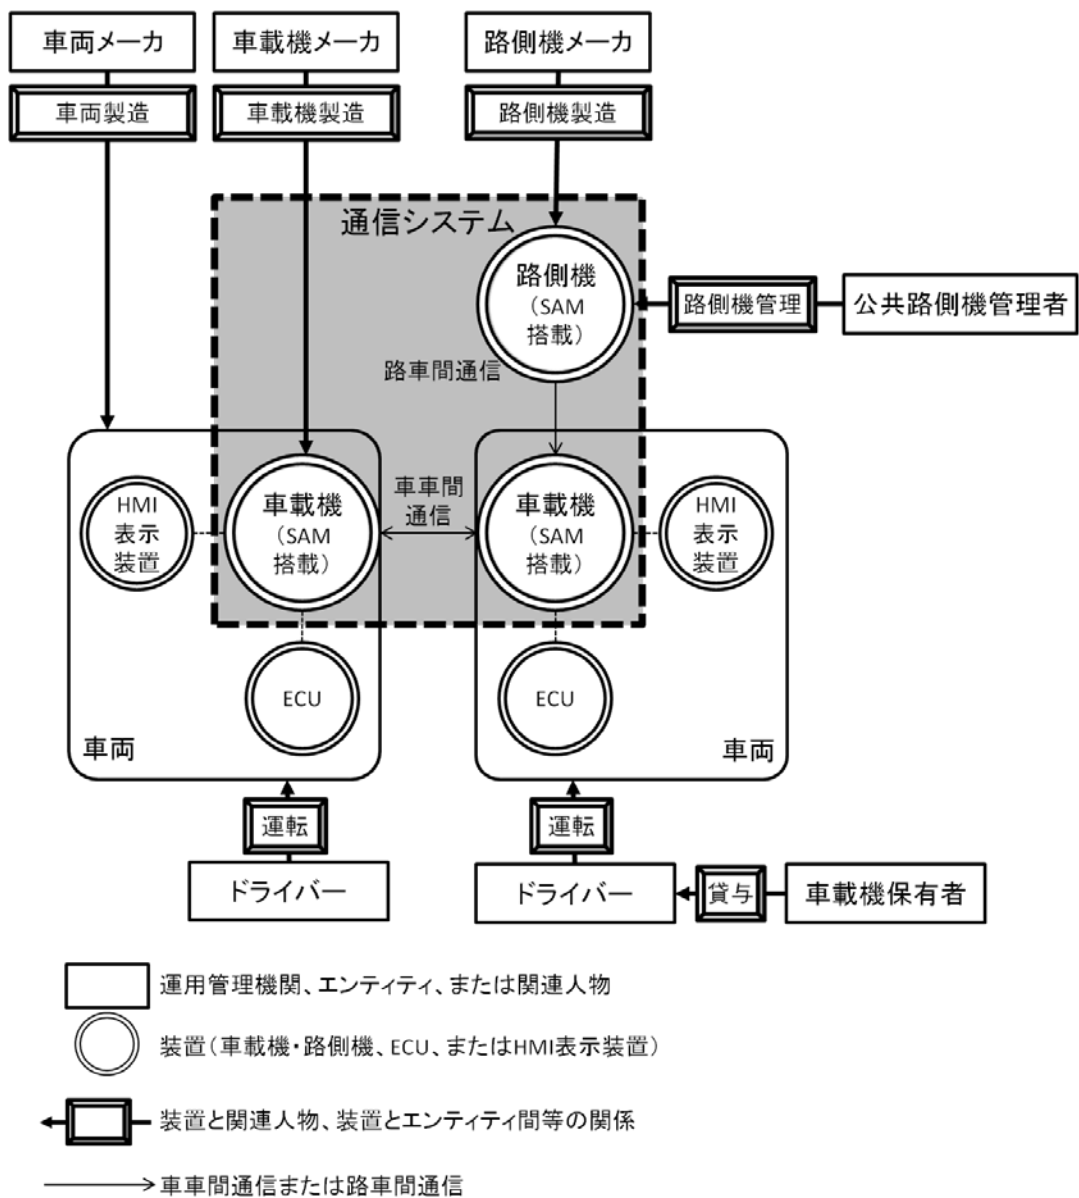 車両メーカ
車載機メーカ
路側機メーカ
車両製造
車載機製造
路側機製造
通信システム
路側機
（SAM
搭載）
路側機管理
公共路側機管理者
路車間通信
HMI
表示
装置
車載機
（SAM
搭載）
車車間
通信
車載機
（SAM
搭載）
HMI
表示
装置
ECU
ECU
車両
車両
運転
運転
ドライバー
ドライバー
貸与
車載機保有者
運用管理機関、エンティティ、または関連人物
装置（車載機・路側機、ECU、またはHMI表示装置）
装置と関連人物、装置とエンティティ間等の関係
車車間通信または路車間通信